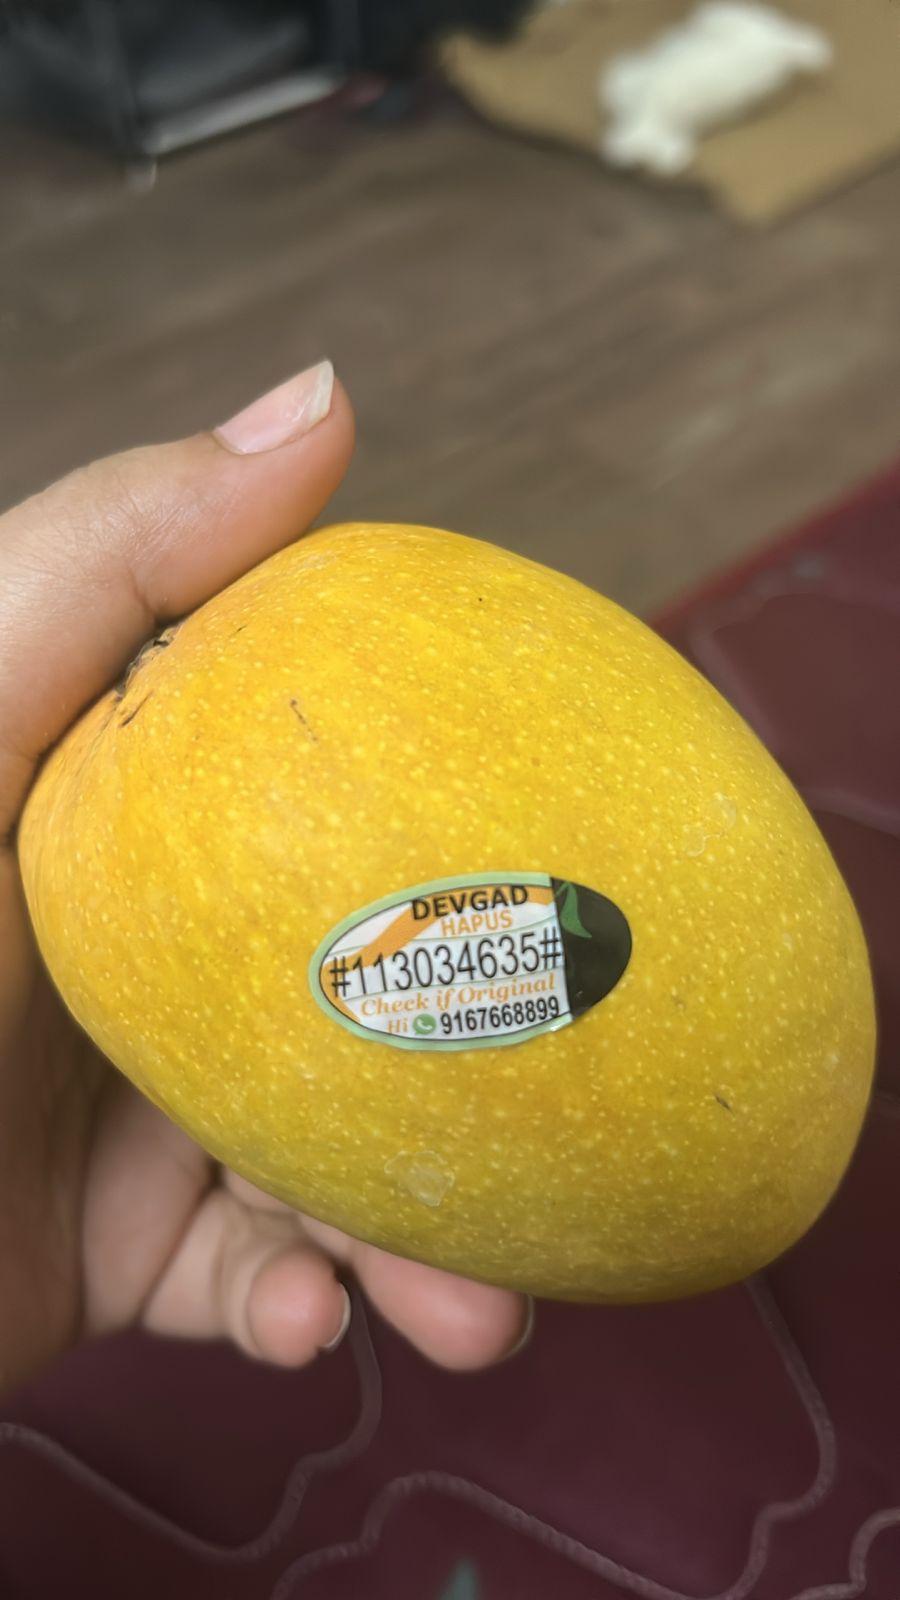 DEVGAD
HAPUS
#113034635#
Check if Original
Hi 9167668899